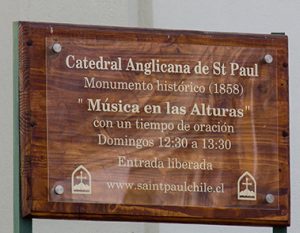 Catedral Anglicana de St Paul
Monumento histórico (1858)
" Música en las Alturas"
con un tiempo de oración
Domingos 12:30 a 13:30
Entrada liberada
www.saintpaulchile.cl